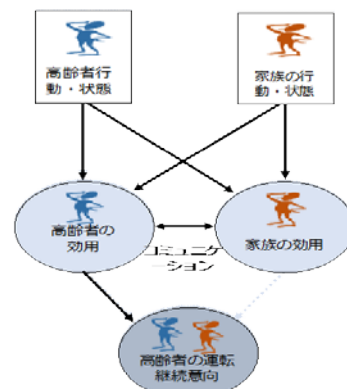 高齢者行
動・状態
家族の行
動・状態
高齢者の
効用
家族の効用
コミュニケ
ーション
高齢者の運転
継続意向